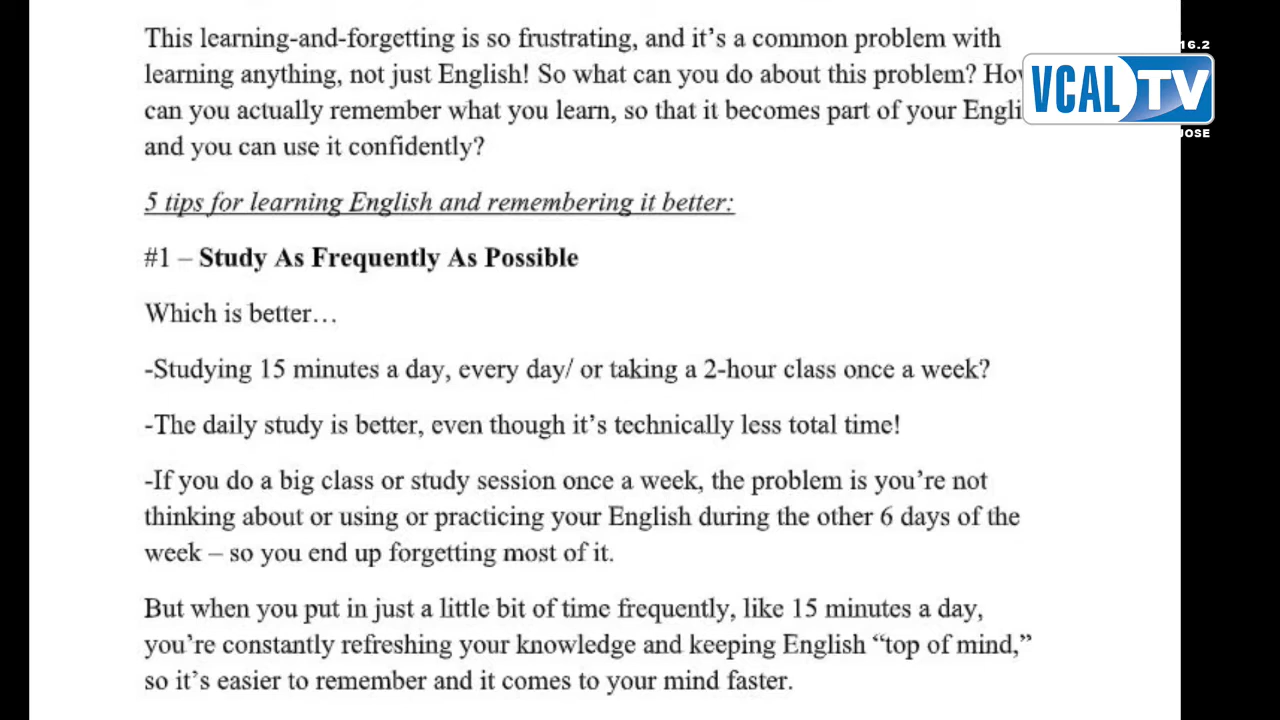 This learning-and-forgetting is so frustrating, and it's a common problem with
learning anything, not just English! So what can you do about this problem? How
can you actually remember what you learn, so that it becomes part of your Engli
and you can use it confidently?
16.2
VCAL TV
JOSE
5 tips for learning English and remembering it better:
#1 – Study As Frequently As Possible
Which is better…
-Studying 15 minutes a day, every day/ or taking a 2-hour class once a week?
-The daily study is better, even though it's technically less total time!
-If you do a big class or study session once a week, the problem is you're not
thinking about or using or practicing your English during the other 6 days of the
week – so you end up forgetting most of it.
But when you put in just a little bit of time frequently, like 15 minutes a day,
you're constantly refreshing your knowledge and keeping English “top of mind,”
so it's easier to remember and it comes to your mind faster.